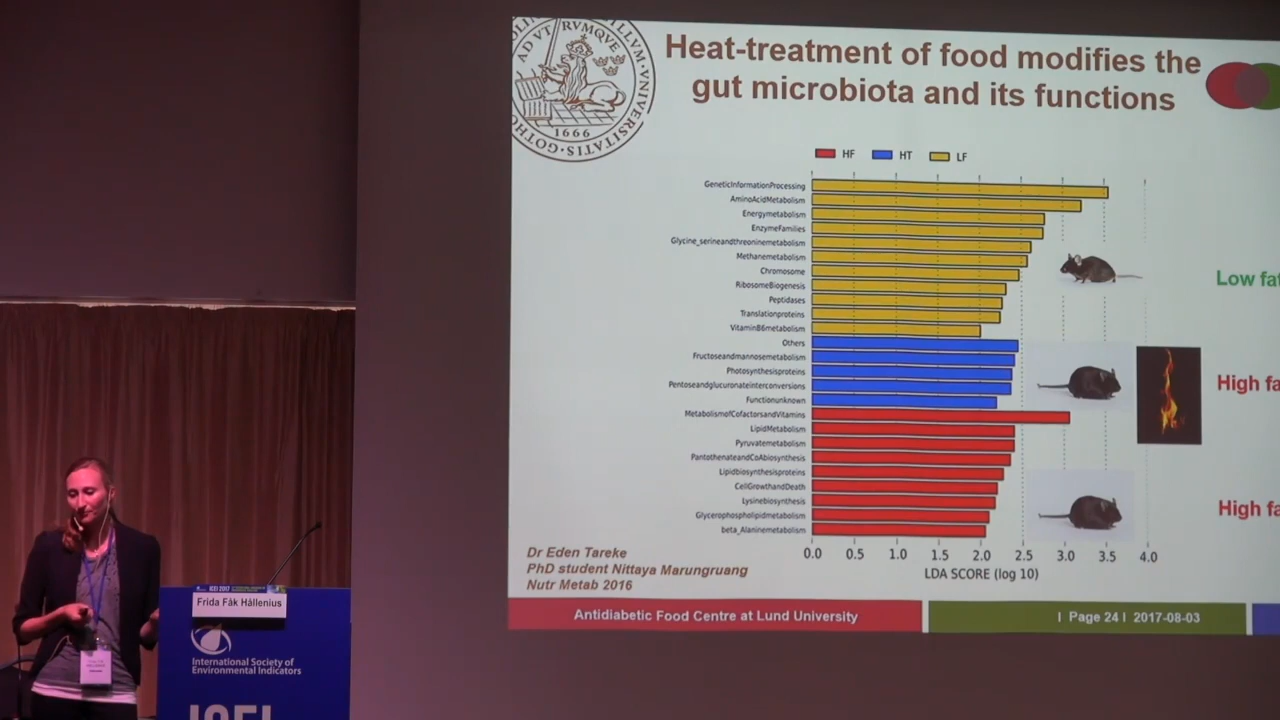 Heat-treatment of food modifies the
gut microbiota and its functions
AD VT RVMQVE
1666
HF HT LF
GeneticInformationProcessing
AminoAcidMetabolism
Energymetabolism
EnzymeFamilies
Glycine_serineandthreoninemetabolism
Methanemetabolism
Chromosome
RibosomeBiogenesis
Peptidases
Translationproteins
VitaminB6metabolism
Others
Fructoseandmannosemetabolism
Photosynthesisproteins
Pentoseandglucuronateinterconversions
Functionunknown
MetabolismofCofactorsandVitamins
LipidMetabolism
Pyruvatemetabolism
PantothenateandCoAbiosynthesis
Lipidbiosynthesisproteins
CellGrowthandDeath
Lysinebiosynthesis
Glycerophospholipidmetabolism
beta_Alaninemetabolism
Low fat
High fa
High fa
0.0 0.5 1.0 1.5 2.0 2.5 3.0 3.5 4.0
LDA SCORE (log 10)
Dr Eden Tareke
PhD student Nittaya Marungruang
Nutr Metab 2016
Antidiabetic Food Centre at Lund University
I Page 24 I 2017-08-03
Frida Fåk Hållenius
International Society of
Environmental Indicators
ISEI